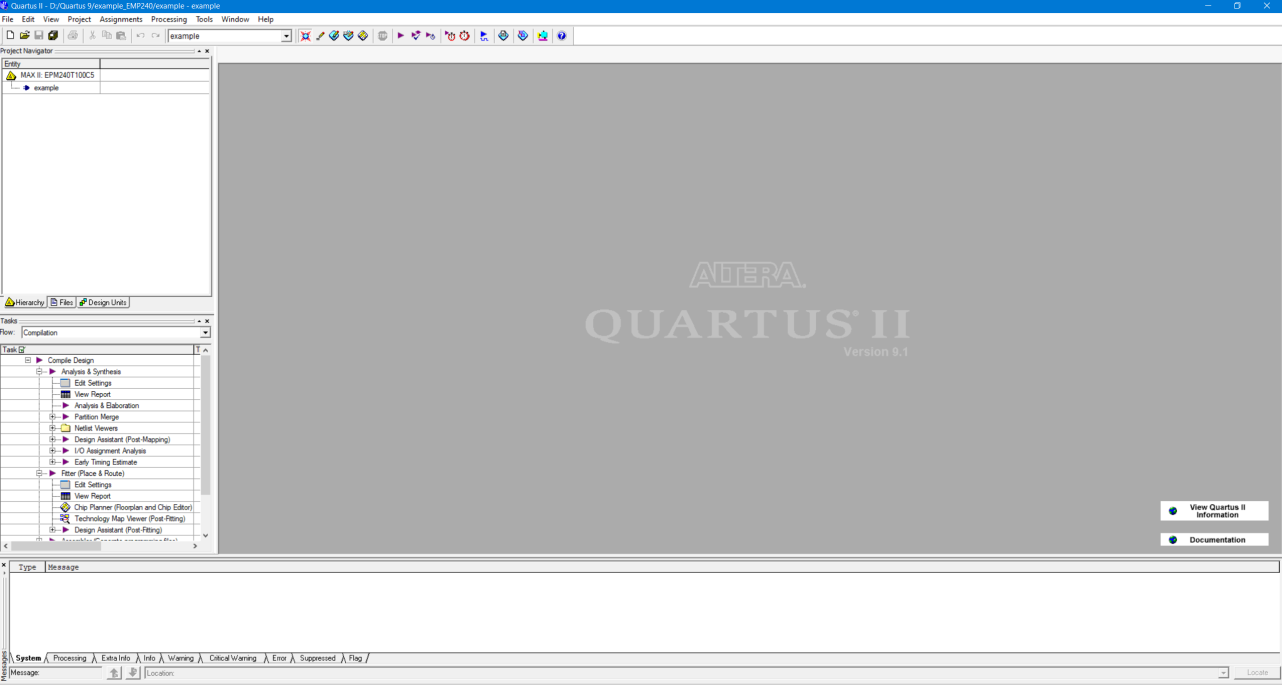 Quartus II - D:/Quartus 9/example_EMP240/example - example
File Edit View Project Assignments Processing Tools Window Help
example
Project Navigator
Entity
MAX II: EPM240T100C5
example
Hierarchy Files Design Units
Tasks
Flow: Compilation
Task
Compile Design
Analysis & Synthesis
Edit Settings
View Report
Analysis & Elaboration
Partition Merge
Netlist Viewers
Design Assistant (Post-Mapping)
I/O Assignment Analysis
Early Timing Estimate
Fitter (Place & Route)
Edit Settings
View Report
Chip Planner (Floorplan and Chip Editor)
Technology Map Viewer (Post-Fitting)
Design Assistant (Post-Fitting)
Assembler (Generate programming files)
ALTERA
QUARTUS II
Version 9.1
View Quartus II
Information
Documentation
Type Message
System Processing Extra Info Info Warning Critical Warning Error Suppressed Flag
Messages
Message: Location: Locate